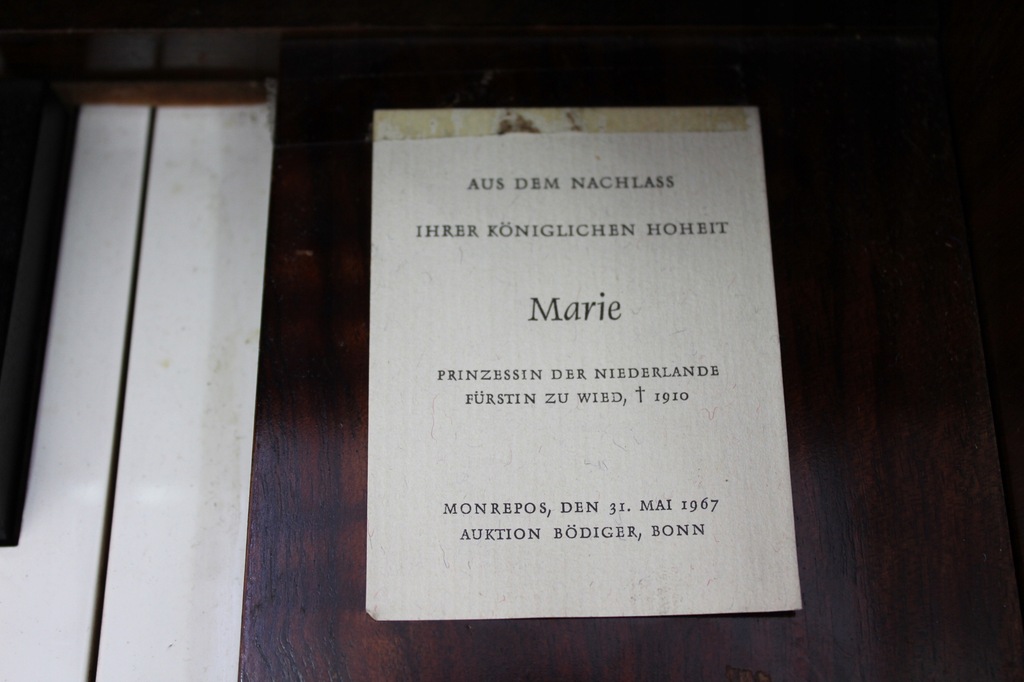 AUS DEM NACHLASS
IHRER KÖNIGLICHEN HOHEIT
Marie
PRINZESSIN DER NIEDERLANDE
FÜRSTIN ZU WIED, † 1910
MONREPOS, DEN 31. MAI 1967
AUKTION BÖDIGER, BONN